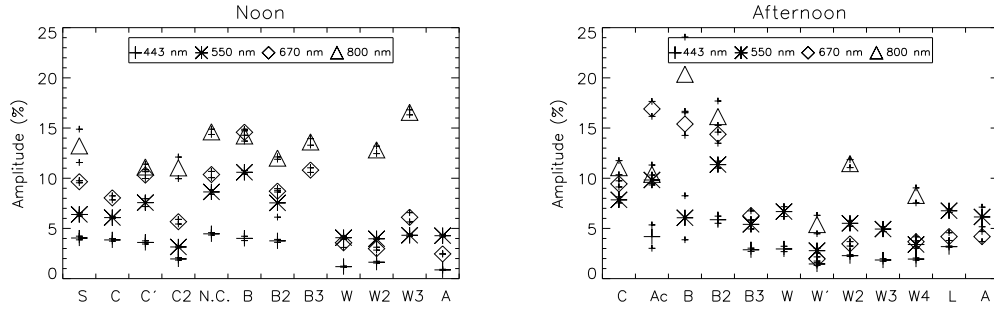 Noon
Amplitude (%)
25
20
15
10
5
0
443 nm 550 nm 670 nm 800 nm
S C C´ C2 N.C. B B2 B3 W W2 W3 A
Afternoon
Amplitude (%)
25
20
15
10
5
0
443 nm 550 nm 670 nm 800 nm
C Ac B B2 B3 W W´ W2 W3 W4 L A